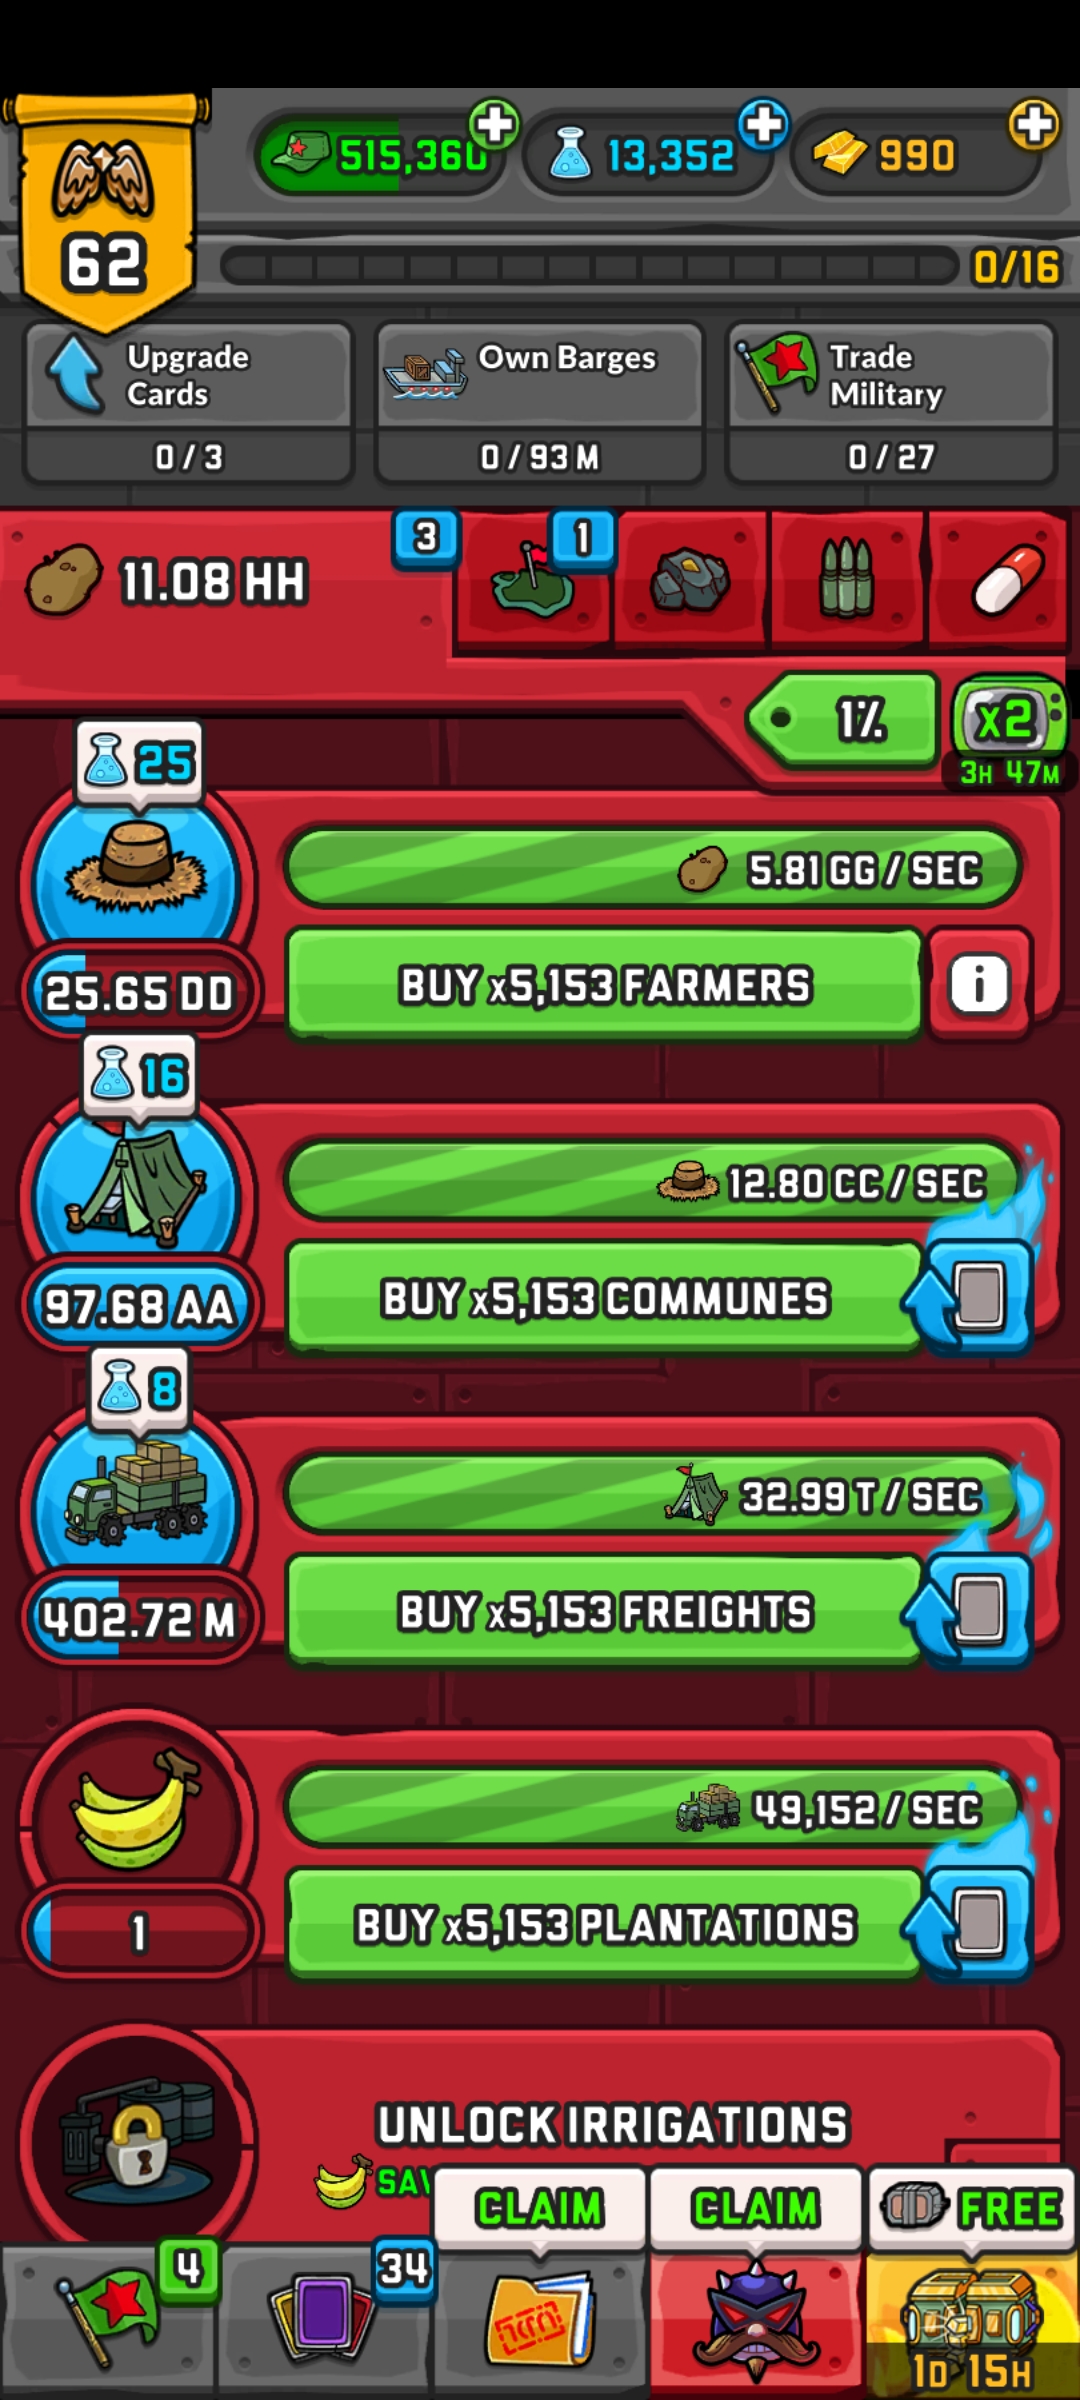 515,360
13,352
990
62
0/16
Upgrade
Cards
0 / 3
Own Barges
0 / 93 M
Trade
Military
0 / 27
11.08 HH
3
1
1%
x2
3H 47M
25
5.81 GG / SEC
25.65 DD
BUY x5,153 FARMERS
i
16
12.80 CC / SEC
97.68 AA
BUY x5,153 COMMUNES
8
32.99 T / SEC
402.72 M
BUY x5,153 FREIGHTS
49,152 / SEC
1
BUY x5,153 PLANTATIONS
UNLOCK IRRIGATIONS
CLAIM
CLAIM
FREE
4
34
1D 15H